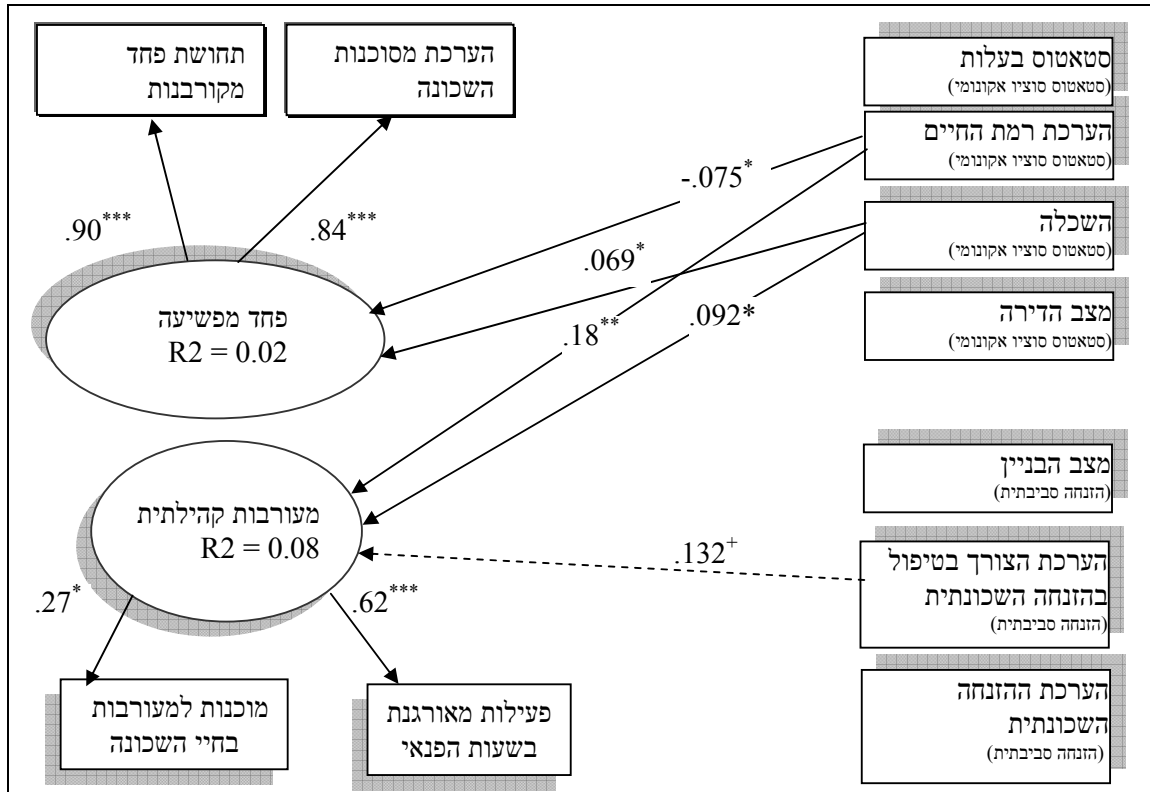 סטאטוס בעלות
(סטאטוס סוציו אקונומי)
הערכת רמת החיים
(סטאטוס סוציו אקונומי)
השכלה
(סטאטוס סוציו אקונומי)
מצב הדירה
(סטאטוס סוציו אקונומי)
מצב הבניין
(הזנחה סביבתית)
הערכת הצורך בטיפול
בהזנחה השכונתית
(הזנחה סביבתית)
הערכת ההזנחה
השכונתית
(הזנחה סביבתית)
-.075*
.069*
.18**
.092*
.132+
הערכת מסוכנות
השכונה
תחושת פחד
מקורבנות
.84***
.90***
פחד מפשיעה
R2 = 0.02
מעורבות קהילתית
R2 = 0.08
.62***
.27*
פעילות מאורגנת
בשעות הפנאי
מוכנות למעורבות
בחיי השכונה